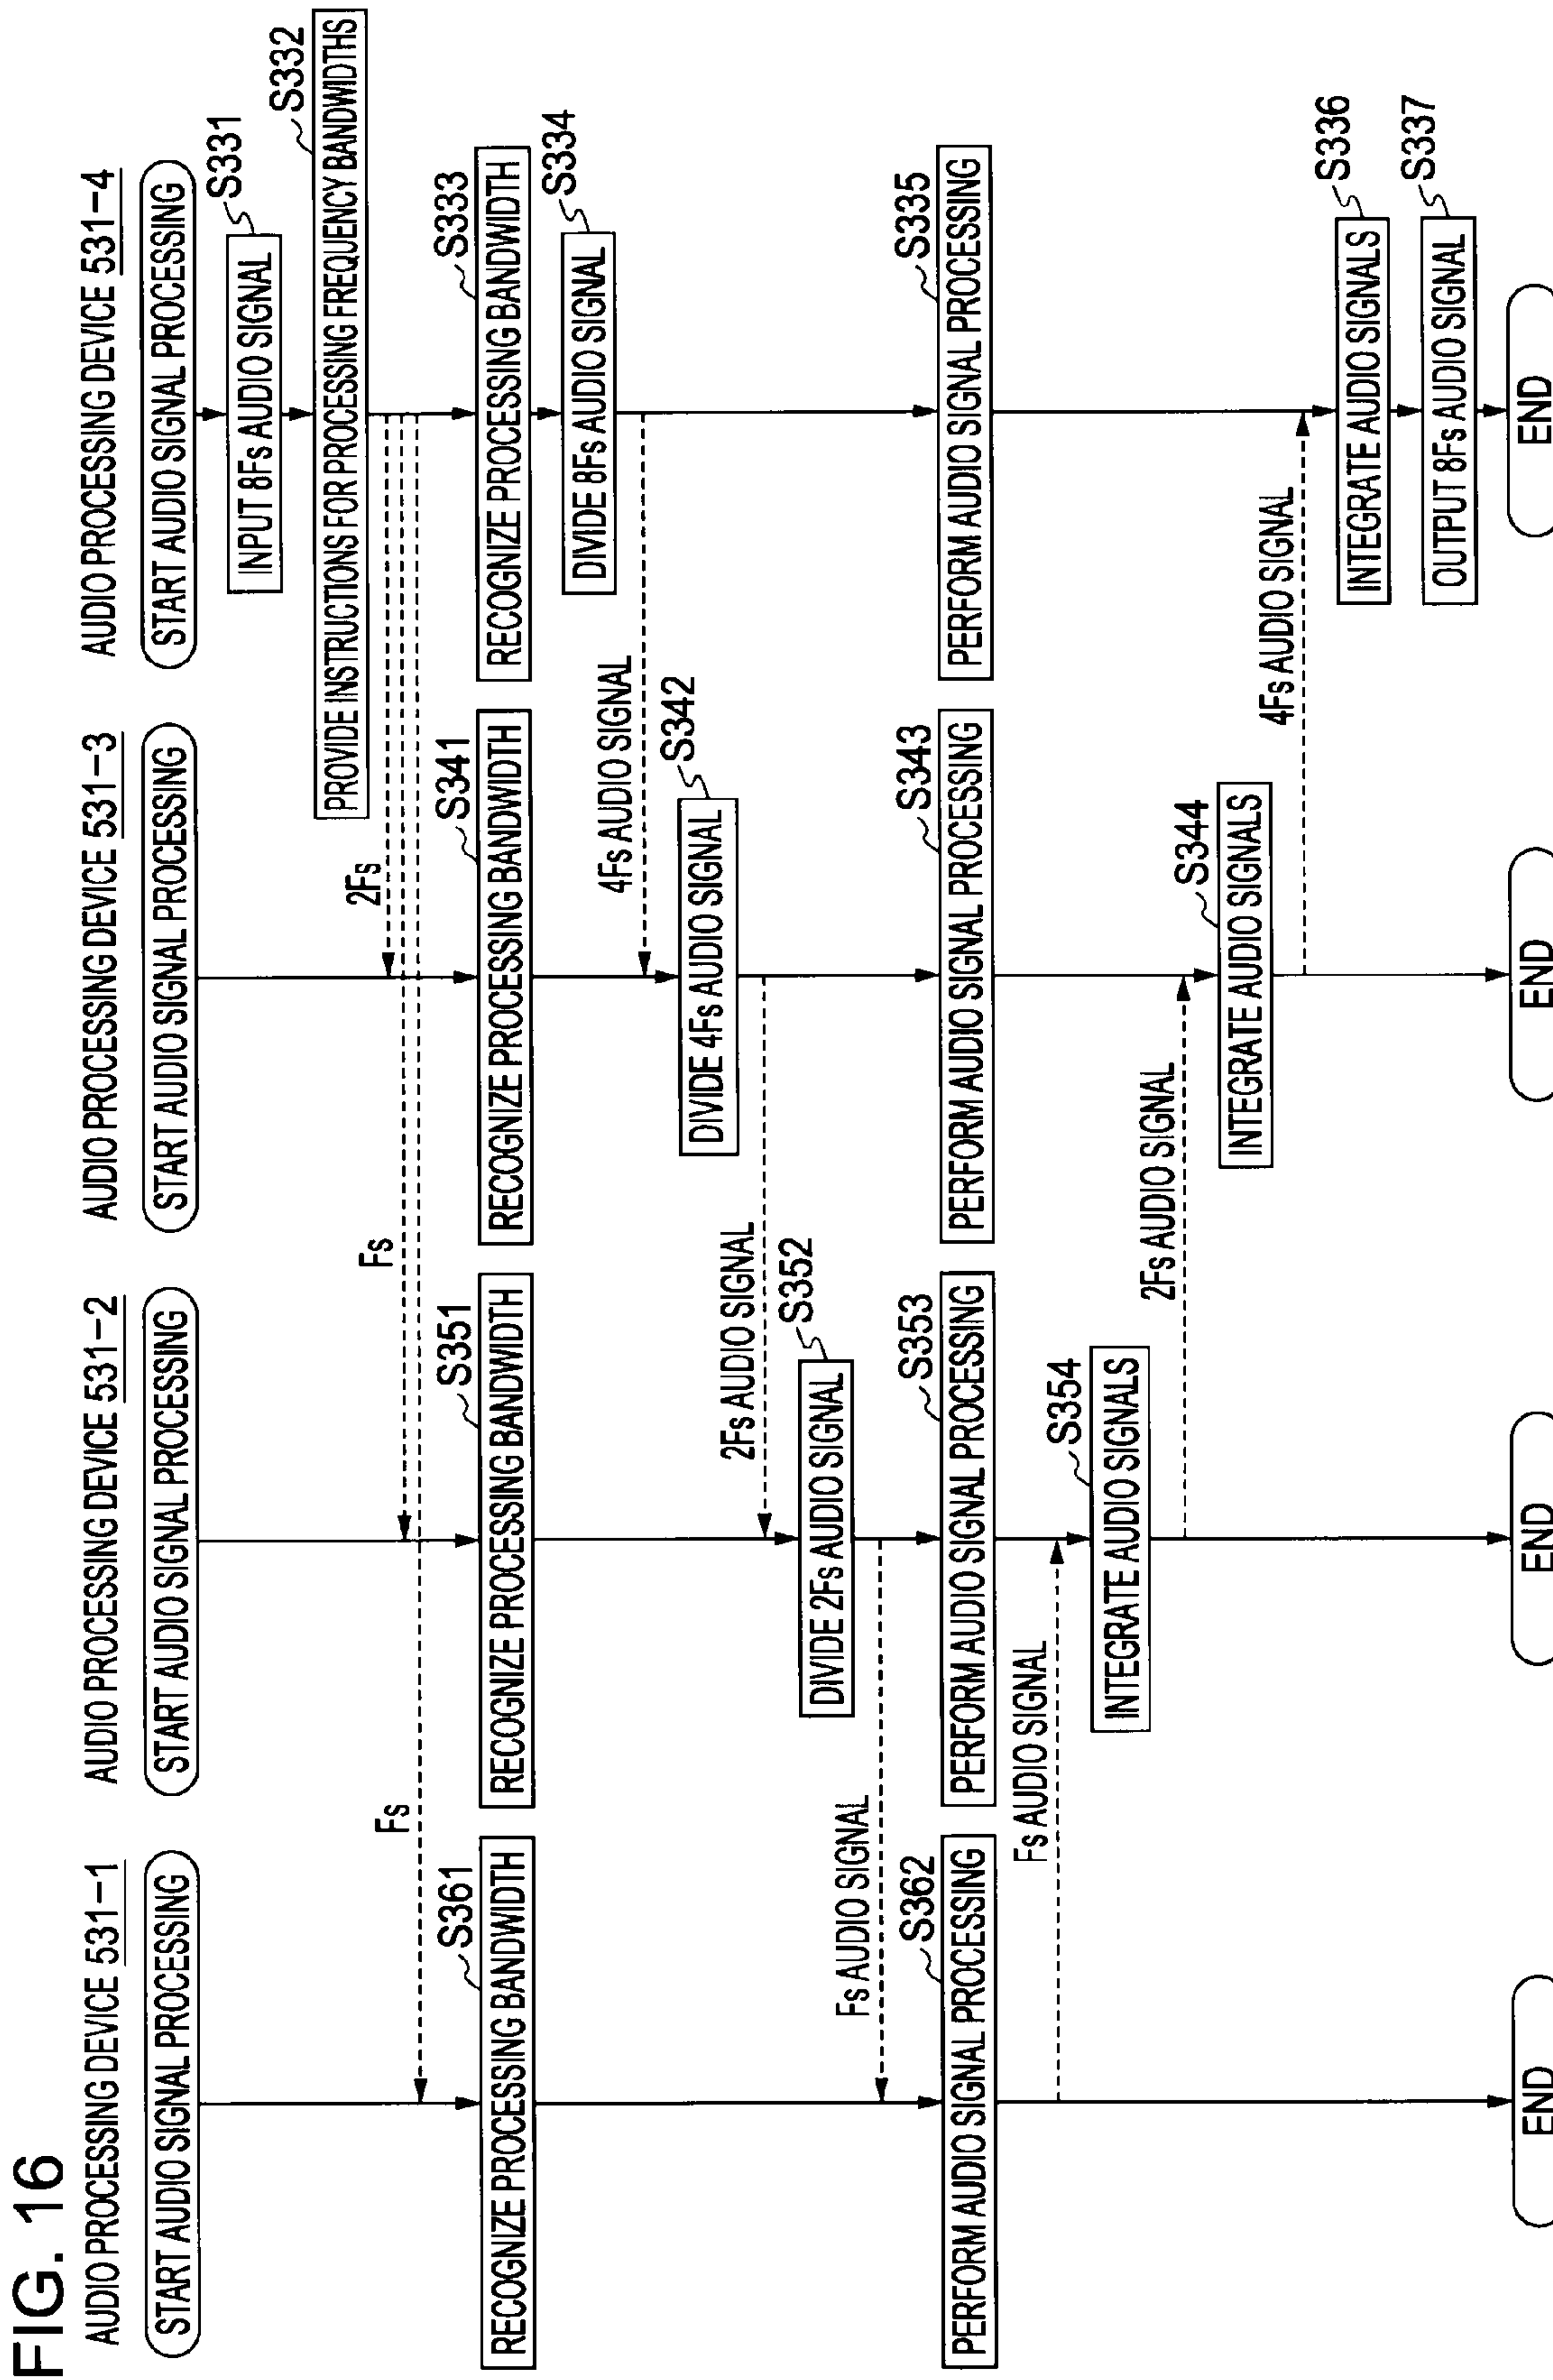 FIG. 16
AUDIO PROCESSING DEVICE 531-1
START AUDIO SIGNAL PROCESSING
Fs
S361
RECOGNIZE PROCESSING BANDWIDTH
Fs AUDIO SIGNAL
S362
PERFORM AUDIO SIGNAL PROCESSING
Fs AUDIO SIGNAL
END
AUDIO PROCESSING DEVICE 531-2
START AUDIO SIGNAL PROCESSING
Fs
S351
RECOGNIZE PROCESSING BANDWIDTH
2Fs AUDIO SIGNAL
S352
DIVIDE 2Fs AUDIO SIGNAL
S353
PERFORM AUDIO SIGNAL PROCESSING
S354
INTEGRATE AUDIO SIGNALS
2Fs AUDIO SIGNAL
END
AUDIO PROCESSING DEVICE 531-3
START AUDIO SIGNAL PROCESSING
2Fs
S341
RECOGNIZE PROCESSING BANDWIDTH
4Fs AUDIO SIGNAL
S342
DIVIDE 4Fs AUDIO SIGNAL
S343
PERFORM AUDIO SIGNAL PROCESSING
S344
INTEGRATE AUDIO SIGNALS
4Fs AUDIO SIGNAL
END
AUDIO PROCESSING DEVICE 531-4
START AUDIO SIGNAL PROCESSING
S331
INPUT 8Fs AUDIO SIGNAL
S332
PROVIDE INSTRUCTIONS FOR PROCESSING FREQUENCY BANDWIDTHS
S333
RECOGNIZE PROCESSING BANDWIDTH
S334
DIVIDE 8Fs AUDIO SIGNAL
S335
PERFORM AUDIO SIGNAL PROCESSING
S336
INTEGRATE AUDIO SIGNALS
S337
OUTPUT 8Fs AUDIO SIGNAL
END